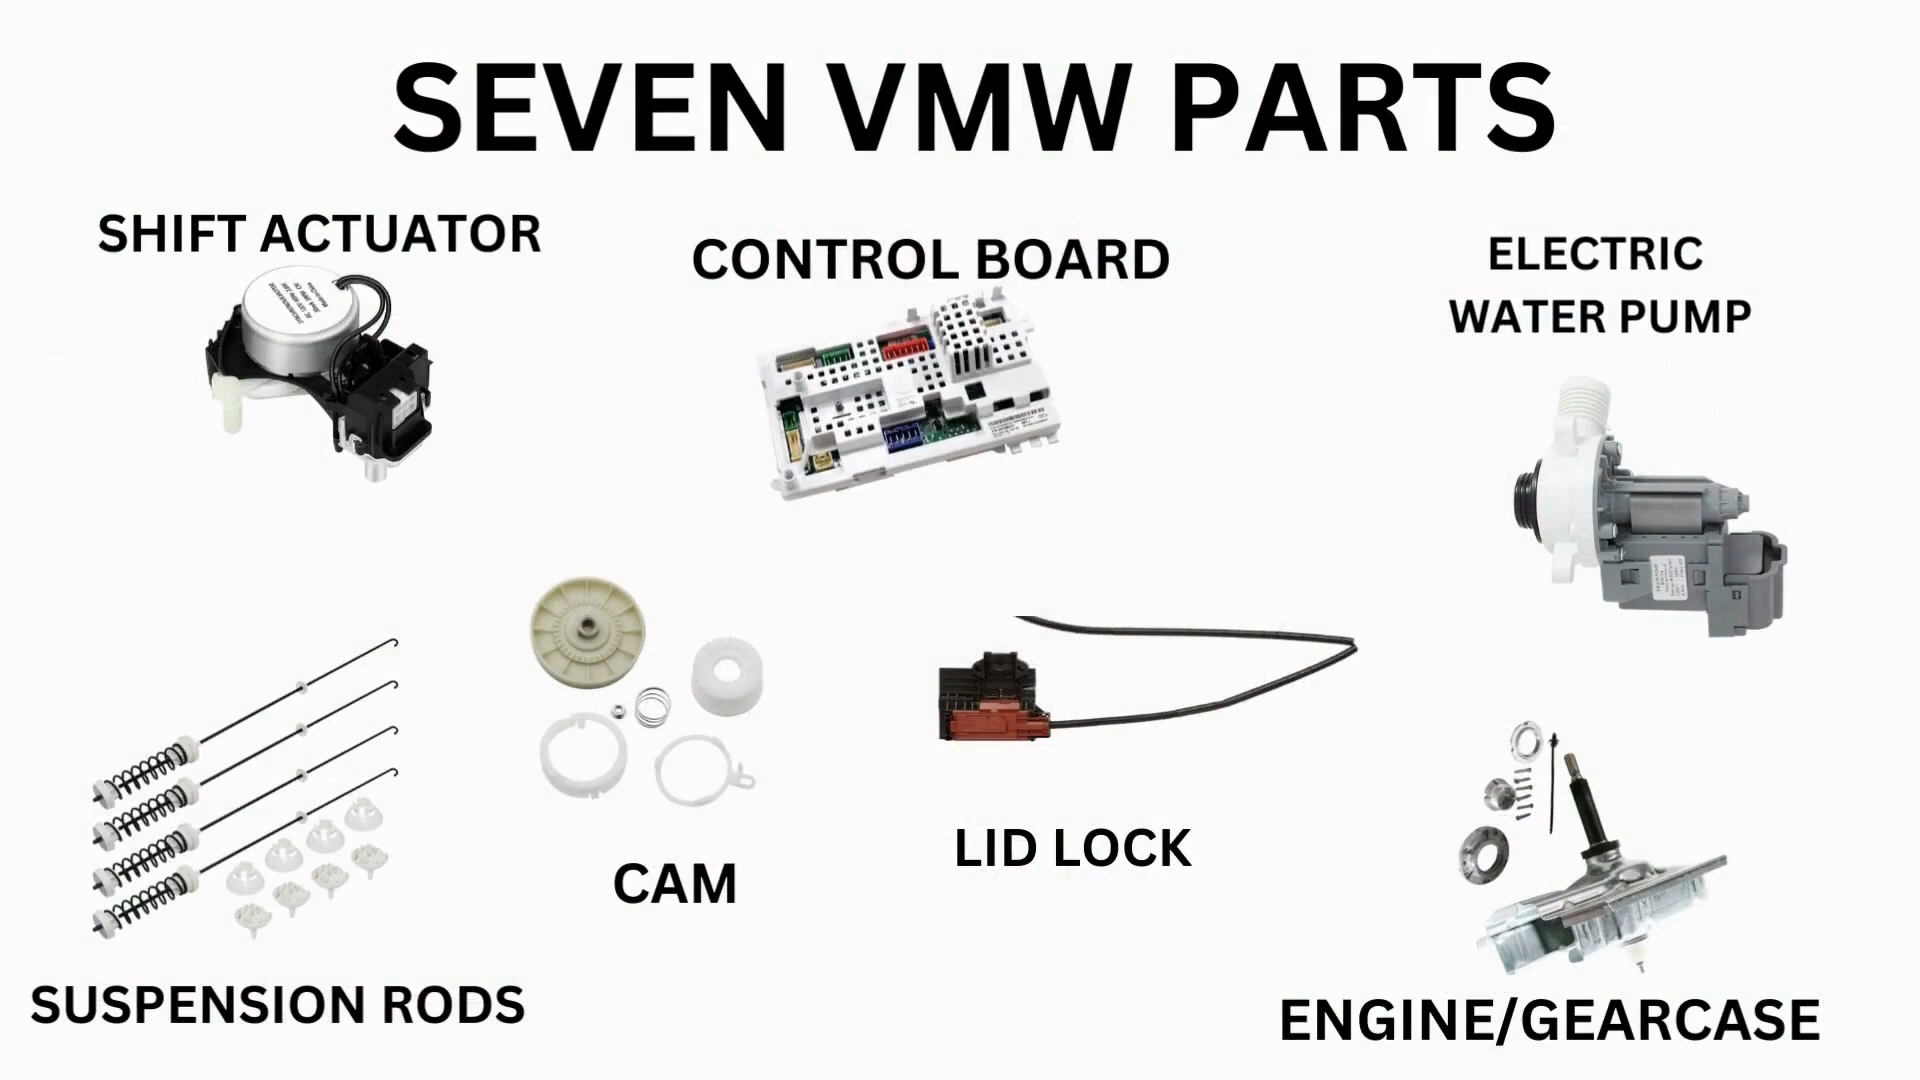 SEVEN VMW PARTS
SHIFT ACTUATOR
CONTROL BOARD
ELECTRIC
WATER PUMP
SUSPENSION RODS
CAM
LID LOCK
ENGINE/GEARCASE